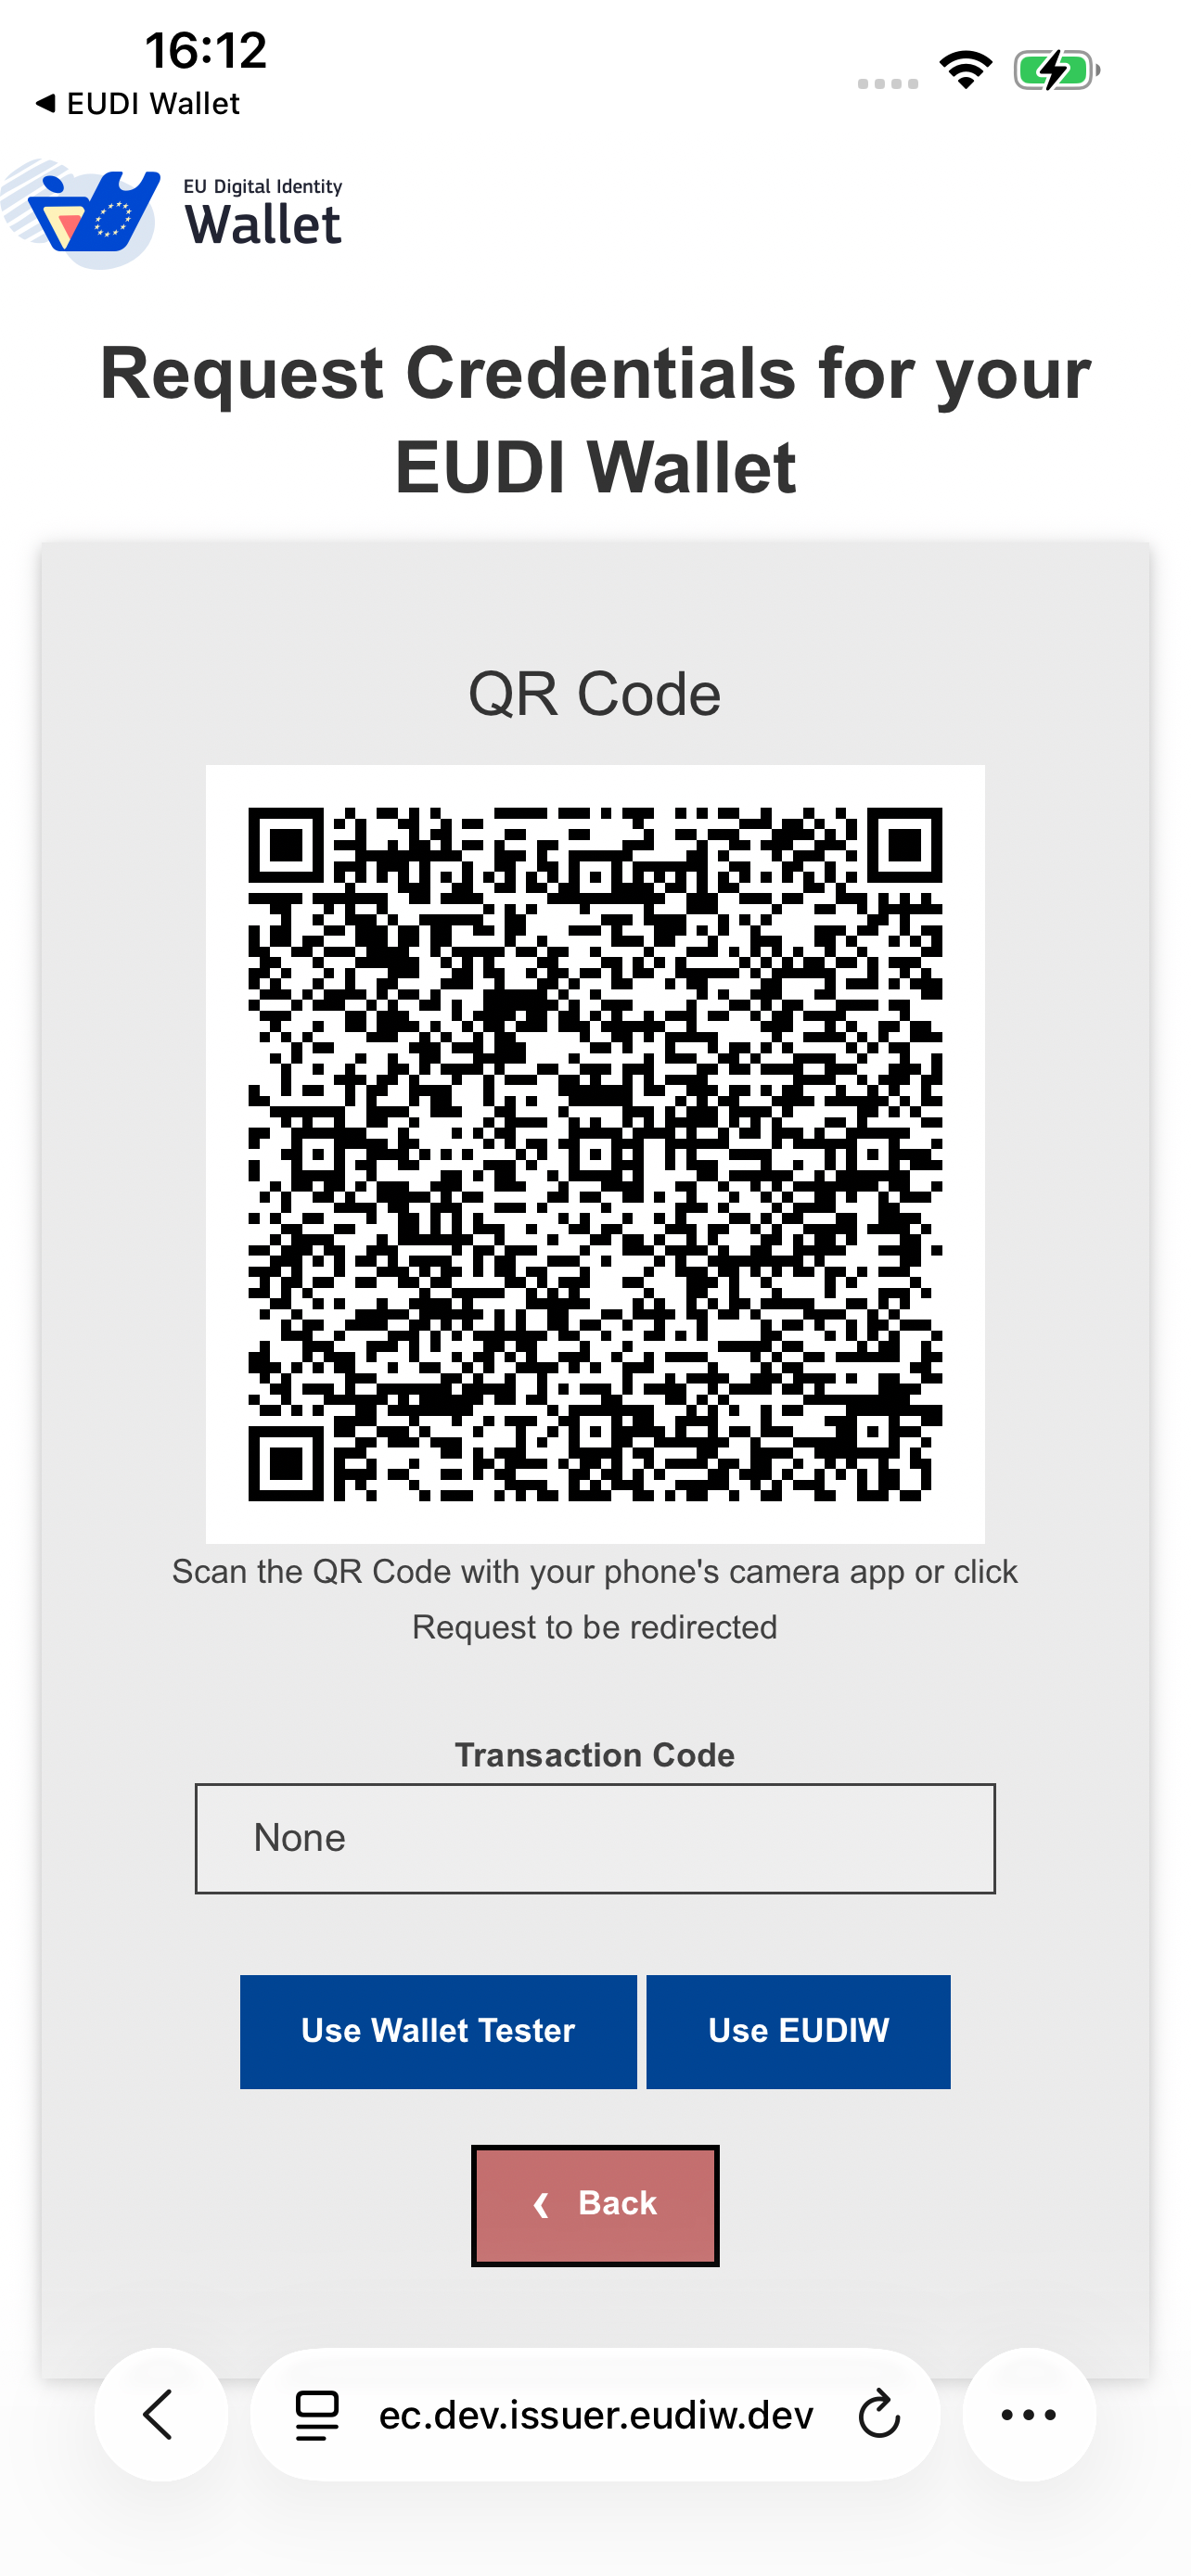 16:12
◀ EUDI Wallet
EU Digital Identity
Wallet
Request Credentials for your
EUDI Wallet
QR Code
Scan the QR Code with your phone's camera app or click
Request to be redirected
Transaction Code
None
Use Wallet Tester
Use EUDIW
‹ Back
ec.dev.issuer.eudiw.dev